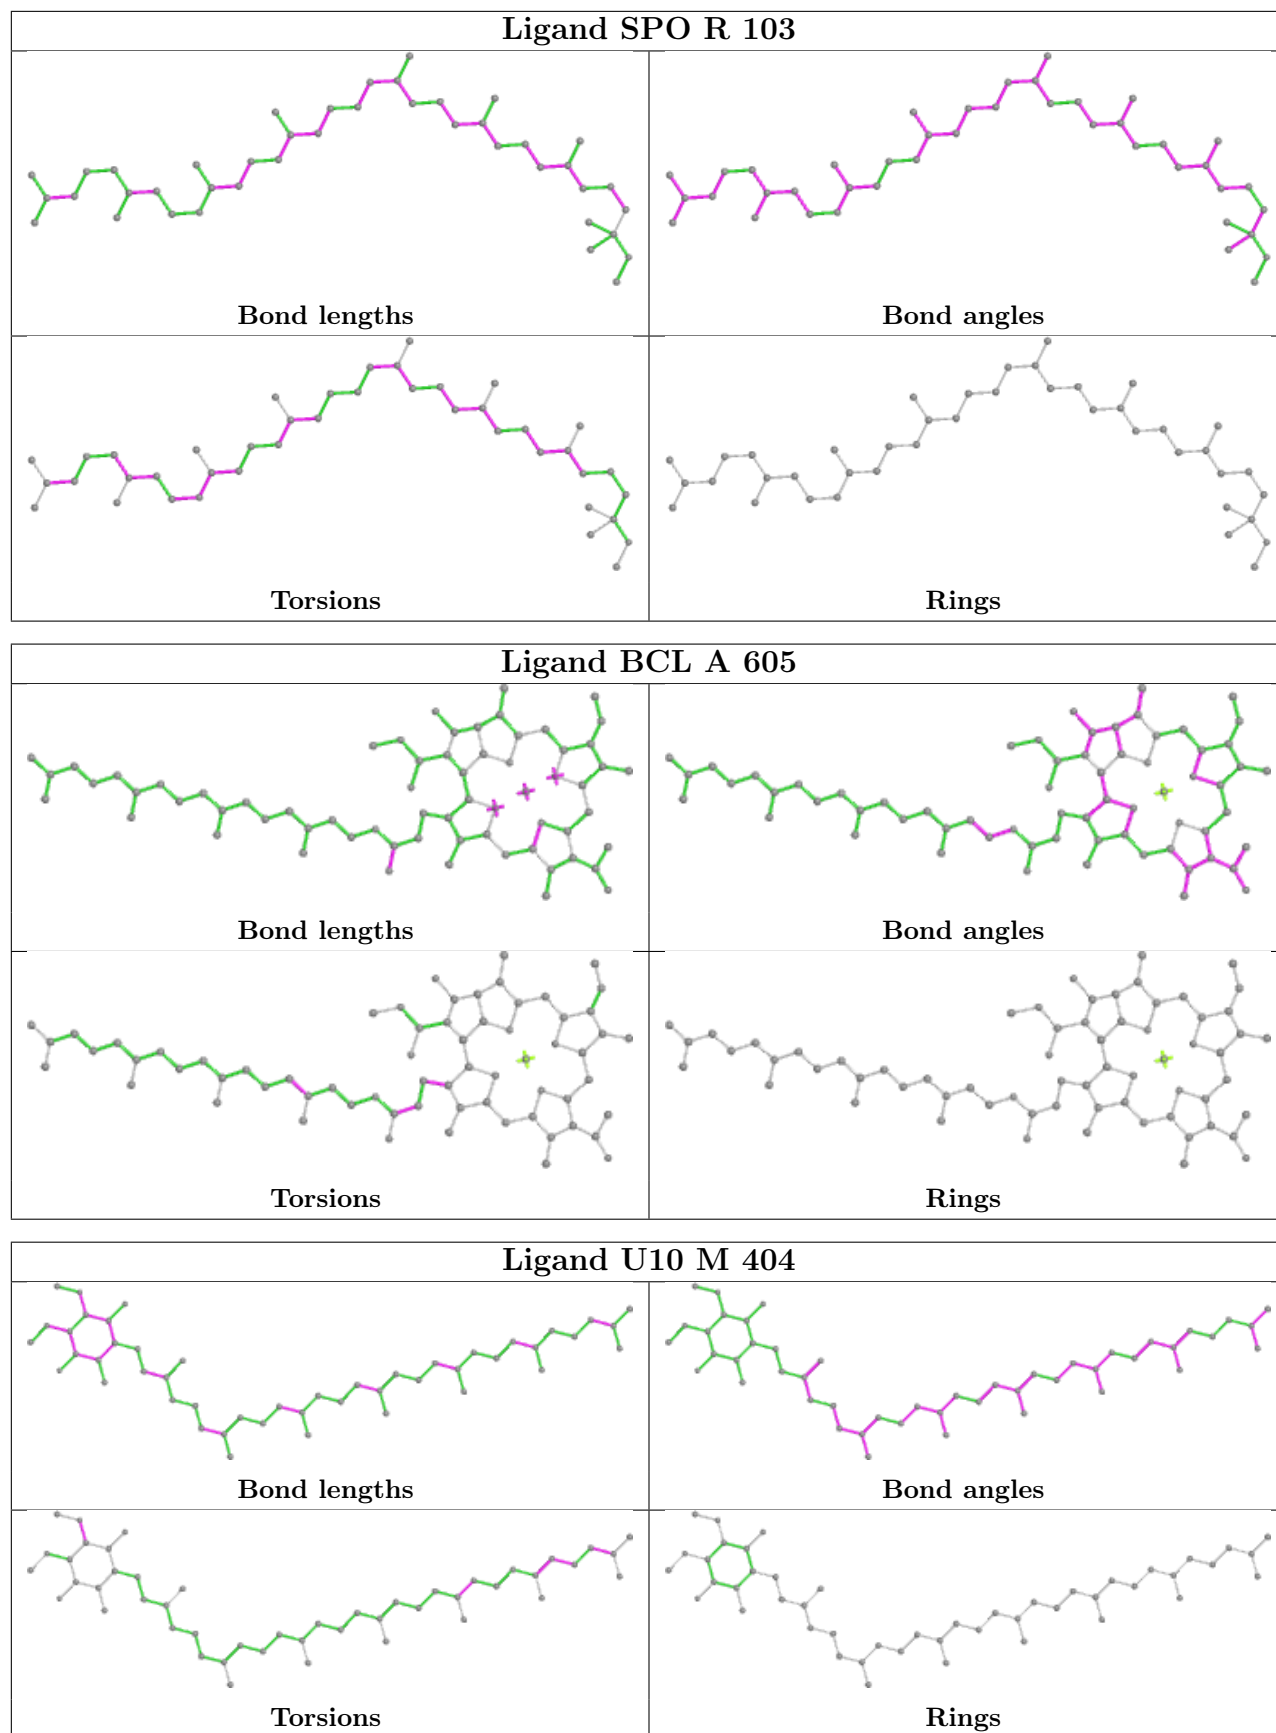 Ligand SPO R 103
Bond lengths
Bond angles
Torsions
Rings
Ligand BCL A 605
Bond lengths
Bond angles
Torsions
Rings
Ligand U10 M 404
Bond lengths
Bond angles
Torsions
Rings